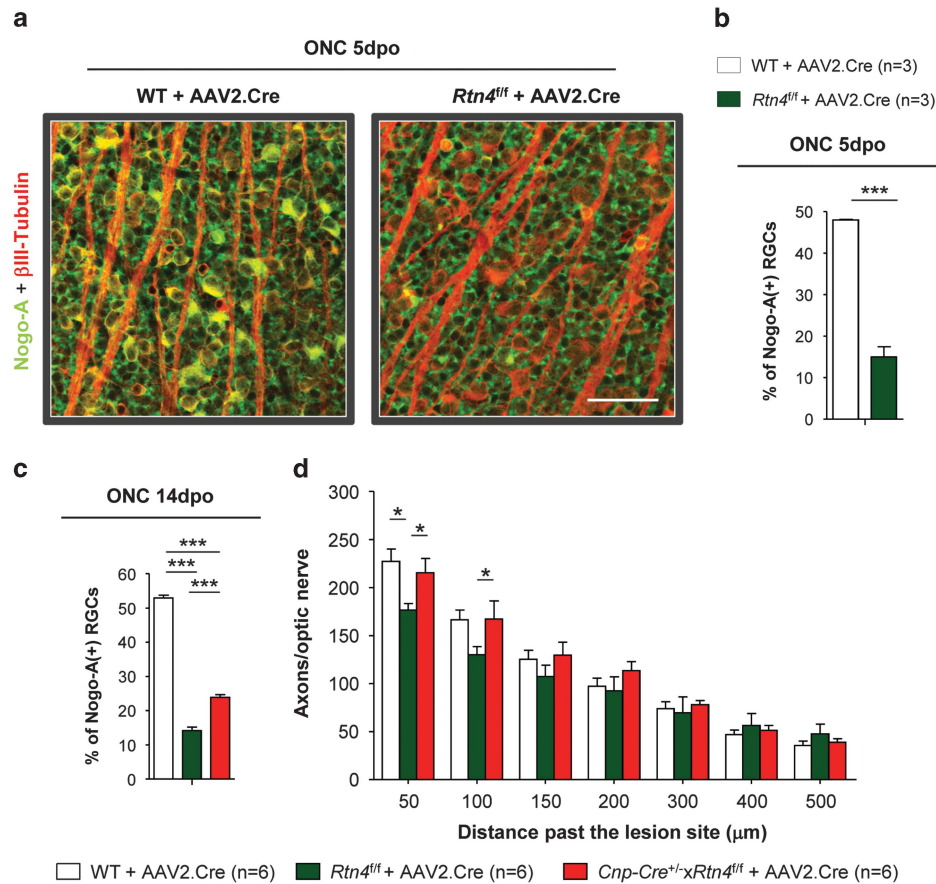 a
ONC 5dpo
WT + AAV2.Cre
Rtn4f/f + AAV2.Cre
Nogo-A + βIII-Tubulin
b
WT + AAV2.Cre (n=3)
Rtn4f/f + AAV2.Cre (n=3)
ONC 5dpo
***
50
40
30
20
10
0
% of Nogo-A(+) RGCs
c
ONC 14dpo
***
***
***
60
50
40
30
20
10
0
% of Nogo-A(+) RGCs
d
300
250
200
150
100
50
0
Axons/optic nerve
*
*
*
50 100 150 200 300 400 500
Distance past the lesion site (μm)
WT + AAV2.Cre (n=6) Rtn4f/f + AAV2.Cre (n=6) Cnp-Cre+/-xRtn4f/f + AAV2.Cre (n=6)